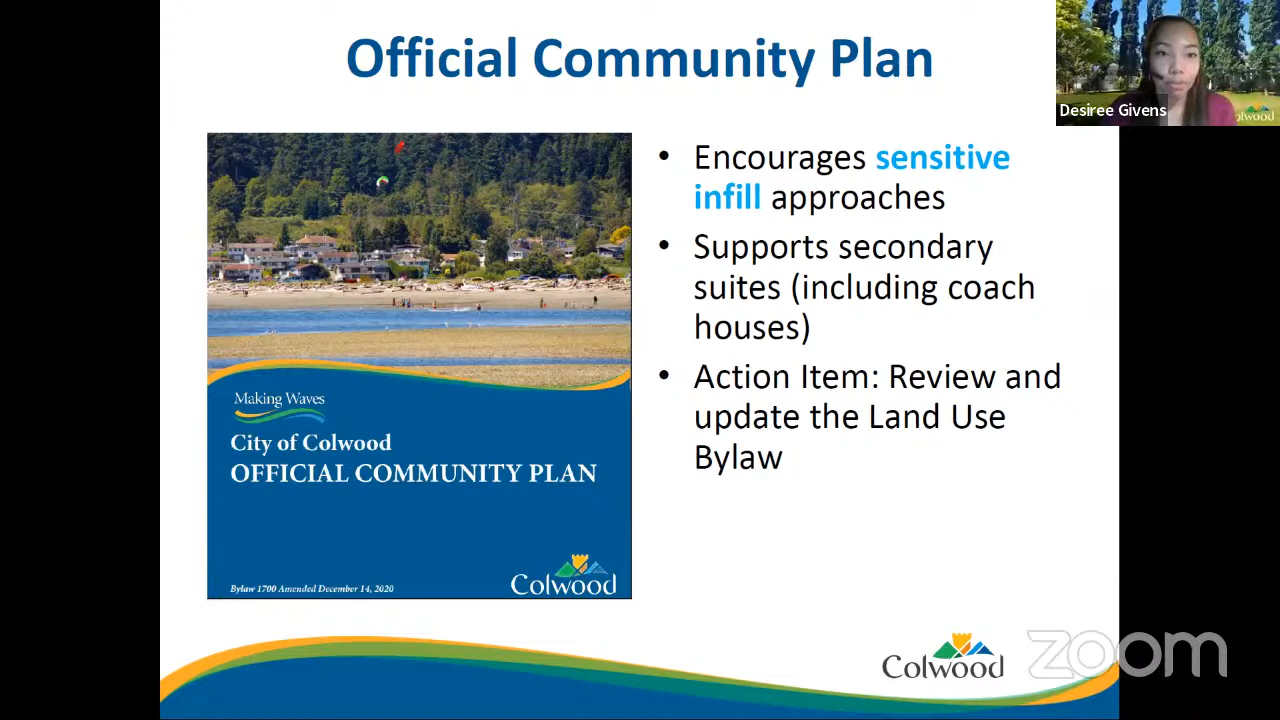 Official Community Plan
Desiree Givens
Colwood
• Encourages sensitive
infill approaches
• Supports secondary
suites (including coach
houses)
• Action Item: Review and
update the Land Use
Bylaw
Making Waves
City of Colwood
OFFICIAL COMMUNITY PLAN
Bylaw 1700 Amended December 14, 2020
Colwood
Colwood
zoom